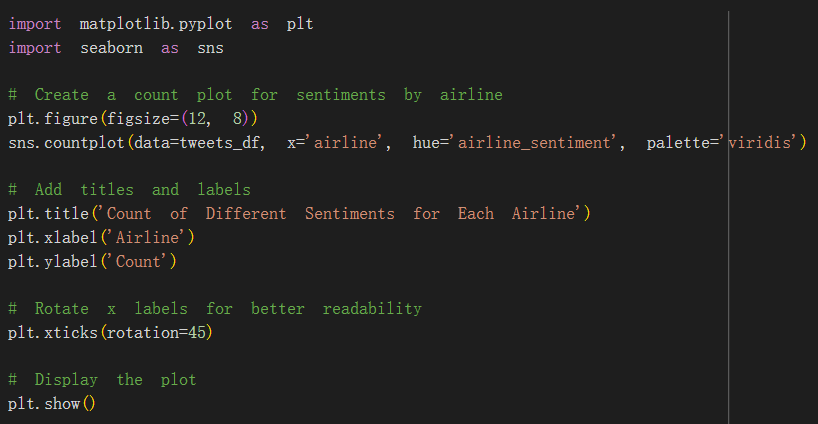 import matplotlib.pyplot as plt
import seaborn as sns
# Create a count plot for sentiments by airline
plt.figure(figsize=(12, 8))
sns.countplot(data=tweets_df, x='airline', hue='airline_sentiment', palette='viridis')
# Add titles and labels
plt.title('Count of Different Sentiments for Each Airline')
plt.xlabel('Airline')
plt.ylabel('Count')
# Rotate x labels for better readability
plt.xticks(rotation=45)
# Display the plot
plt.show()